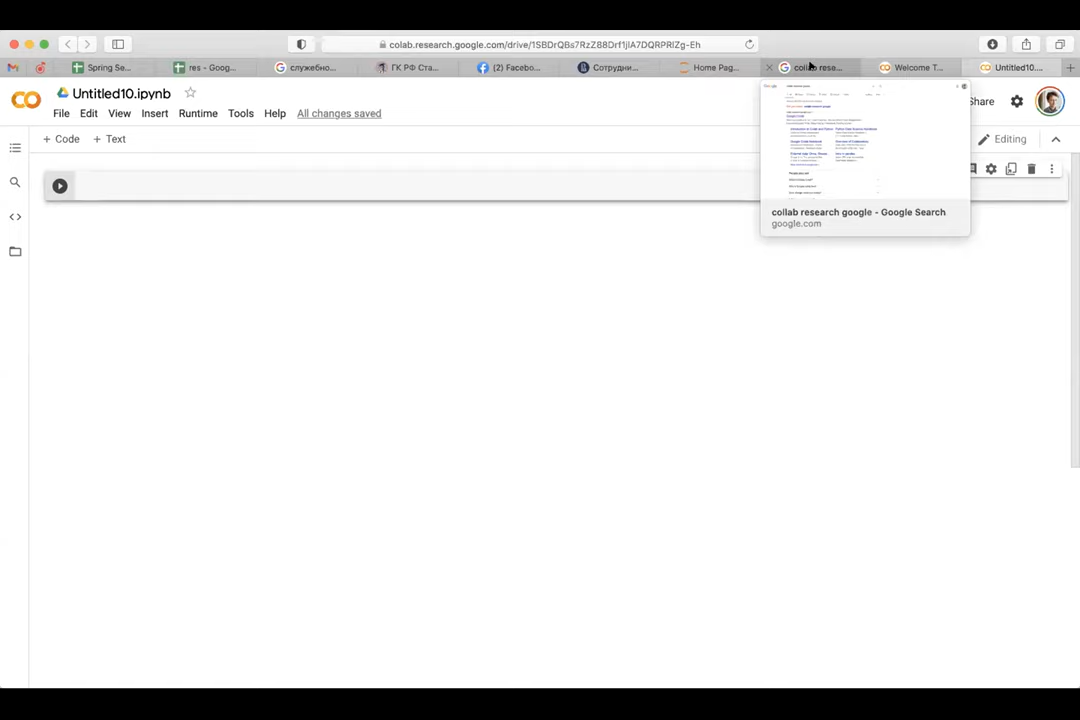 colab.research.google.com/drive/1SBDrQBs7RzZ88Drf1jIA7DQRPRIZg-Eh
Spring Se...
res - Goog...
служебно...
ГК РФ Ста...
(2) Facebo...
Сотрудни...
Home Pag...
collab rese...
Welcome T...
Untitled10....
Untitled10.ipynb
Share
File Edit View Insert Runtime Tools Help All changes saved
+ Code + Text
Editing
collab research google - Google Search
google.com